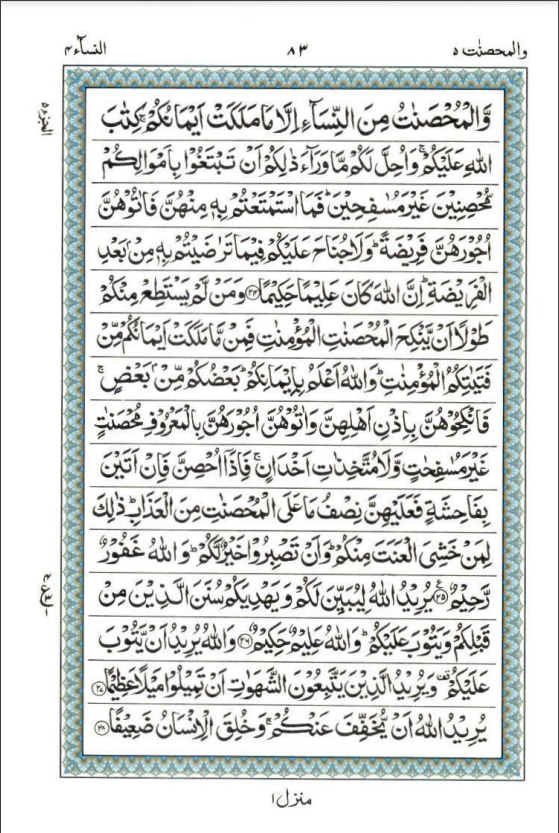 والمحصنٰت ٥
٨٣
النسآء ٤
الجزء ٥
وَّالْمُحْصَنٰتُ مِنَ النِّسَآءِ اِلَّا مَا مَلَكَتْ اَيْمَانُكُمْ ۚ كِتٰبَ
اللّٰهِ عَلَيْكُمْ ۚ وَاُحِلَّ لَكُمْ مَّا وَرَآءَ ذٰلِكُمْ اَنْ تَبْتَغُوْا بِاَمْوَالِكُمْ
مُّحْصِنِيْنَ غَيْرَ مُسٰفِحِيْنَ ؕ فَمَا اسْتَمْتَعْتُمْ بِهٖ مِنْهُنَّ فَاٰتُوْهُنَّ
اُجُوْرَهُنَّ فَرِيْضَةً ؕ وَلَا جُنَاحَ عَلَيْكُمْ فِيْمَا تَرٰضَيْتُمْ بِهٖ مِنْۢ بَعْدِ
الْفَرِيْضَةِ ؕ اِنَّ اللّٰهَ كَانَ عَلِيْمًا حَكِيْمًا ﴿٢٤﴾ وَمَنْ لَّمْ يَسْتَطِعْ مِنْكُمْ
طَوْلًا اَنْ يَّنْكِحَ الْمُحْصَنٰتِ الْمُؤْمِنٰتِ فَمِنْ مَّا مَلَكَتْ اَيْمَانُكُمْ مِّنْ
فَتَيٰتِكُمُ الْمُؤْمِنٰتِ ؕ وَاللّٰهُ اَعْلَمُ بِاِيْمَانِكُمْ ؕ بَعْضُكُمْ مِّنْۢ بَعْضٍ ۚ
فَانْكِحُوْهُنَّ بِاِذْنِ اَهْلِهِنَّ وَاٰتُوْهُنَّ اُجُوْرَهُنَّ بِالْمَعْرُوْفِ مُحْصَنٰتٍ
غَيْرَ مُسٰفِحٰتٍ وَّلَا مُتَّخِذٰتِ اَخْدَانٍ ۚ فَاِذَاۤ اُحْصِنَّ فَاِنْ اَتَيْنَ
بِفَاحِشَةٍ فَعَلَيْهِنَّ نِصْفُ مَا عَلَى الْمُحْصَنٰتِ مِنَ الْعَذَابِ ؕ ذٰلِكَ
لِمَنْ خَشِيَ الْعَنَتَ مِنْكُمْ ؕ وَاَنْ تَصْبِرُوْا خَيْرٌ لَّكُمْ ؕ وَاللّٰهُ غَفُوْرٌ
رَّحِيْمٌ ﴿٢٥﴾ يُرِيْدُ اللّٰهُ لِيُبَيِّنَ لَكُمْ وَيَهْدِيَكُمْ سُنَنَ الَّذِيْنَ مِنْ
قَبْلِكُمْ وَيَتُوْبَ عَلَيْكُمْ ؕ وَاللّٰهُ عَلِيْمٌ حَكِيْمٌ ﴿٢٦﴾ وَاللّٰهُ يُرِيْدُ اَنْ يَّتُوْبَ
عَلَيْكُمْ ۫ وَيُرِيْدُ الَّذِيْنَ يَتَّبِعُوْنَ الشَّهَوٰتِ اَنْ تَمِيْلُوْا مَيْلًا عَظِيْمًا ﴿٢٧﴾
يُرِيْدُ اللّٰهُ اَنْ يُّخَفِّفَ عَنْكُمْ ۚ وَخُلِقَ الْاِنْسَانُ ضَعِيْفًا ﴿٢٨﴾
منزل ١